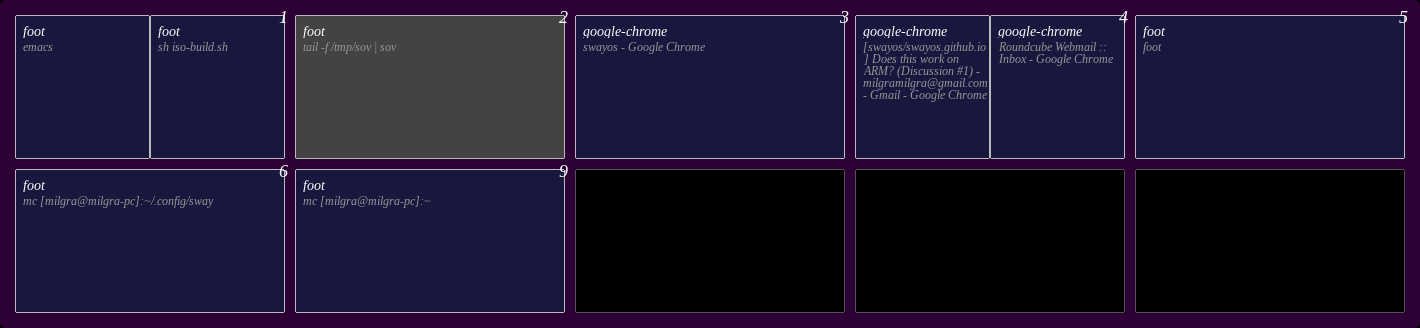 1
foot
emacs
foot
sh iso-build.sh
2
foot
tail -f /tmp/sov | sov
3
google-chrome
swayos - Google Chrome
4
google-chrome
[swayos/swayos.github.io
] Does this work on
ARM? (Discussion #1) -
milgramilgra@gmail.com
- Gmail - Google Chrome
google-chrome
Roundcube Webmail ::
Inbox - Google Chrome
5
foot
foot
6
foot
mc [milgra@milgra-pc]:~/.config/sway
9
foot
mc [milgra@milgra-pc]:~